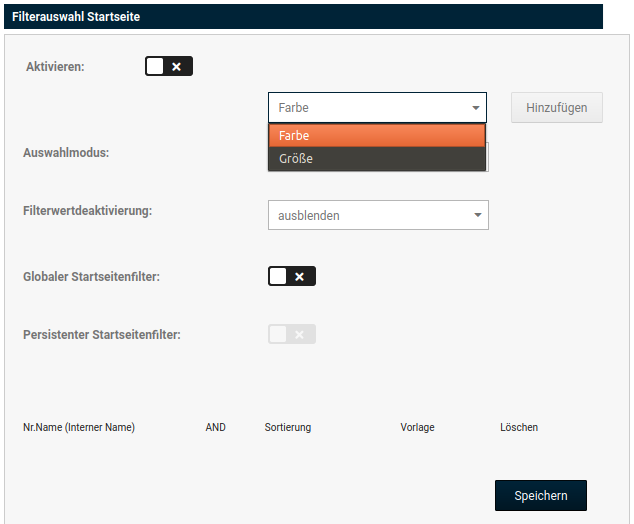 Filterauswahl Startseite
Aktivieren:
Farbe
Hinzufügen
Farbe
Größe
Auswahlmodus:
Filterwertdeaktivierung:
ausblenden
Globaler Startseitenfilter:
Persistenter Startseitenfilter:
Nr.Name (Interner Name) AND Sortierung Vorlage Löschen
Speichern